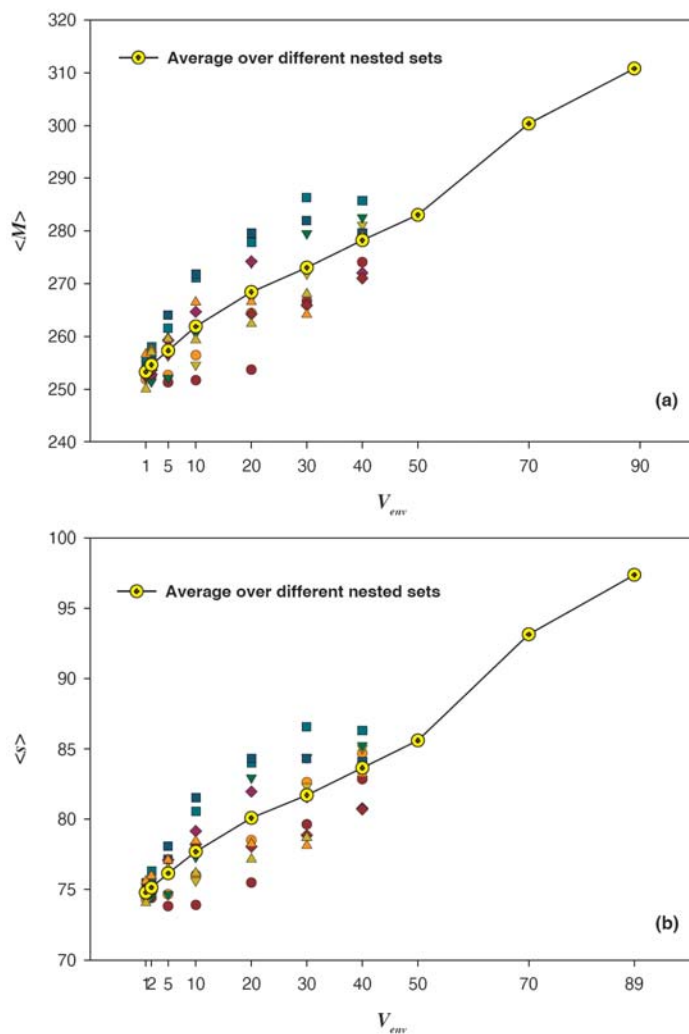 320
Average over different nested sets
310
300
290
280
<M>
270
260
250
(a)
240
1 5 10 20 30 40 50 70 90
V_env
100
Average over different nested sets
95
90
85
<s>
80
75
(b)
70
12 5 10 20 30 40 50 70 89
V_env